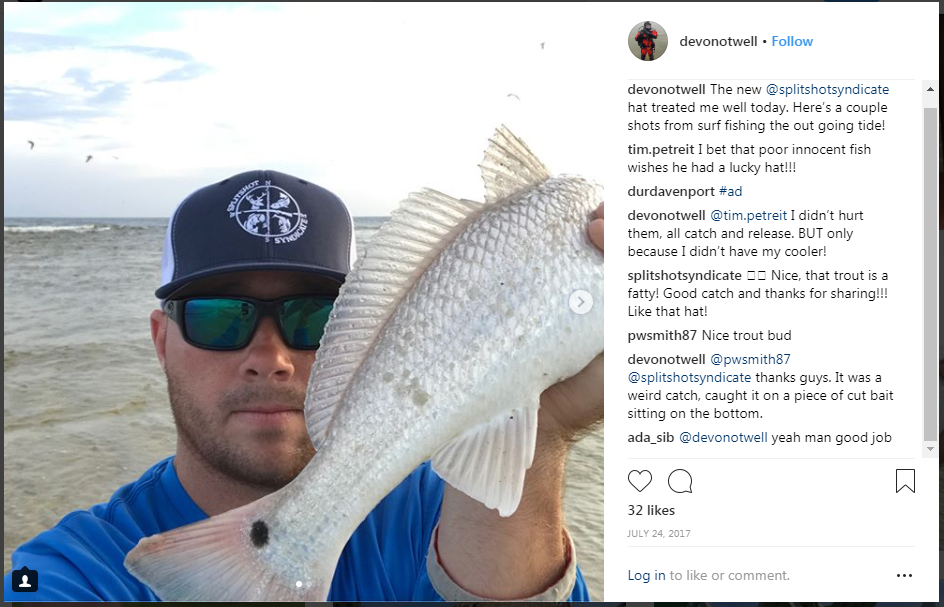 SPLITSHOT
SYNDICATE
devonotwell • Follow
devonotwell The new @splitshotsyndicate
hat treated me well today. Here's a couple
shots from surf fishing the out going tide!
tim.petreit I bet that poor innocent fish
wishes he had a lucky hat!!!
durdavenport #ad
devonotwell @tim.petreit I didn't hurt
them, all catch and release. BUT only
because I didn't have my cooler!
splitshotsyndicate Nice, that trout is a
fatty! Good catch and thanks for sharing!!!
Like that hat!
pwsmith87 Nice trout bud
devonotwell @pwsmith87
@splitshotsyndicate thanks guys. It was a
weird catch, caught it on a piece of cut bait
sitting on the bottom.
ada_sib @devonotwell yeah man good job
32 likes
JULY 24, 2017
Log in to like or comment.